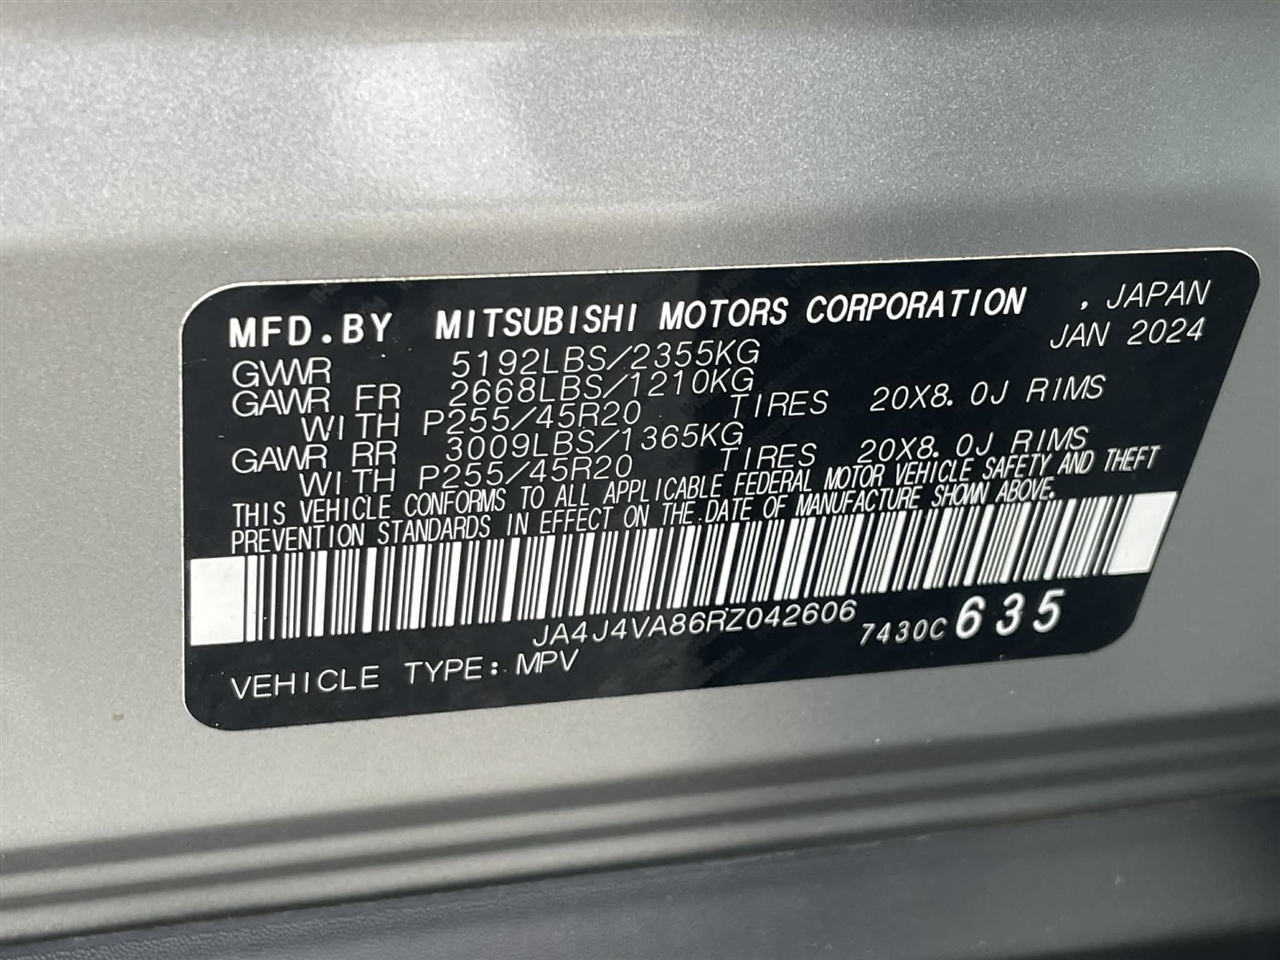 MFD.BY MITSUBISHI MOTORS CORPORATION , JAPAN
JAN 2024
GVWR 5192LBS/2355KG
GAWR FR 2668LBS/1210KG
WITH P255/45R20 TIRES 20X8.0J RIMS
GAWR RR 3009LBS/1365KG
WITH P255/45R20 TIRES 20X8.0J RIMS
THIS VEHICLE CONFORMS TO ALL APPLICABLE FEDERAL MOTOR VEHICLE SAFETY AND THEFT
PREVENTION STANDARDS IN EFFECT ON THE DATE OF MANUFACTURE SHOWN ABOVE.
JA4J4VA86RZ042606 7430C 635
VEHICLE TYPE: MPV